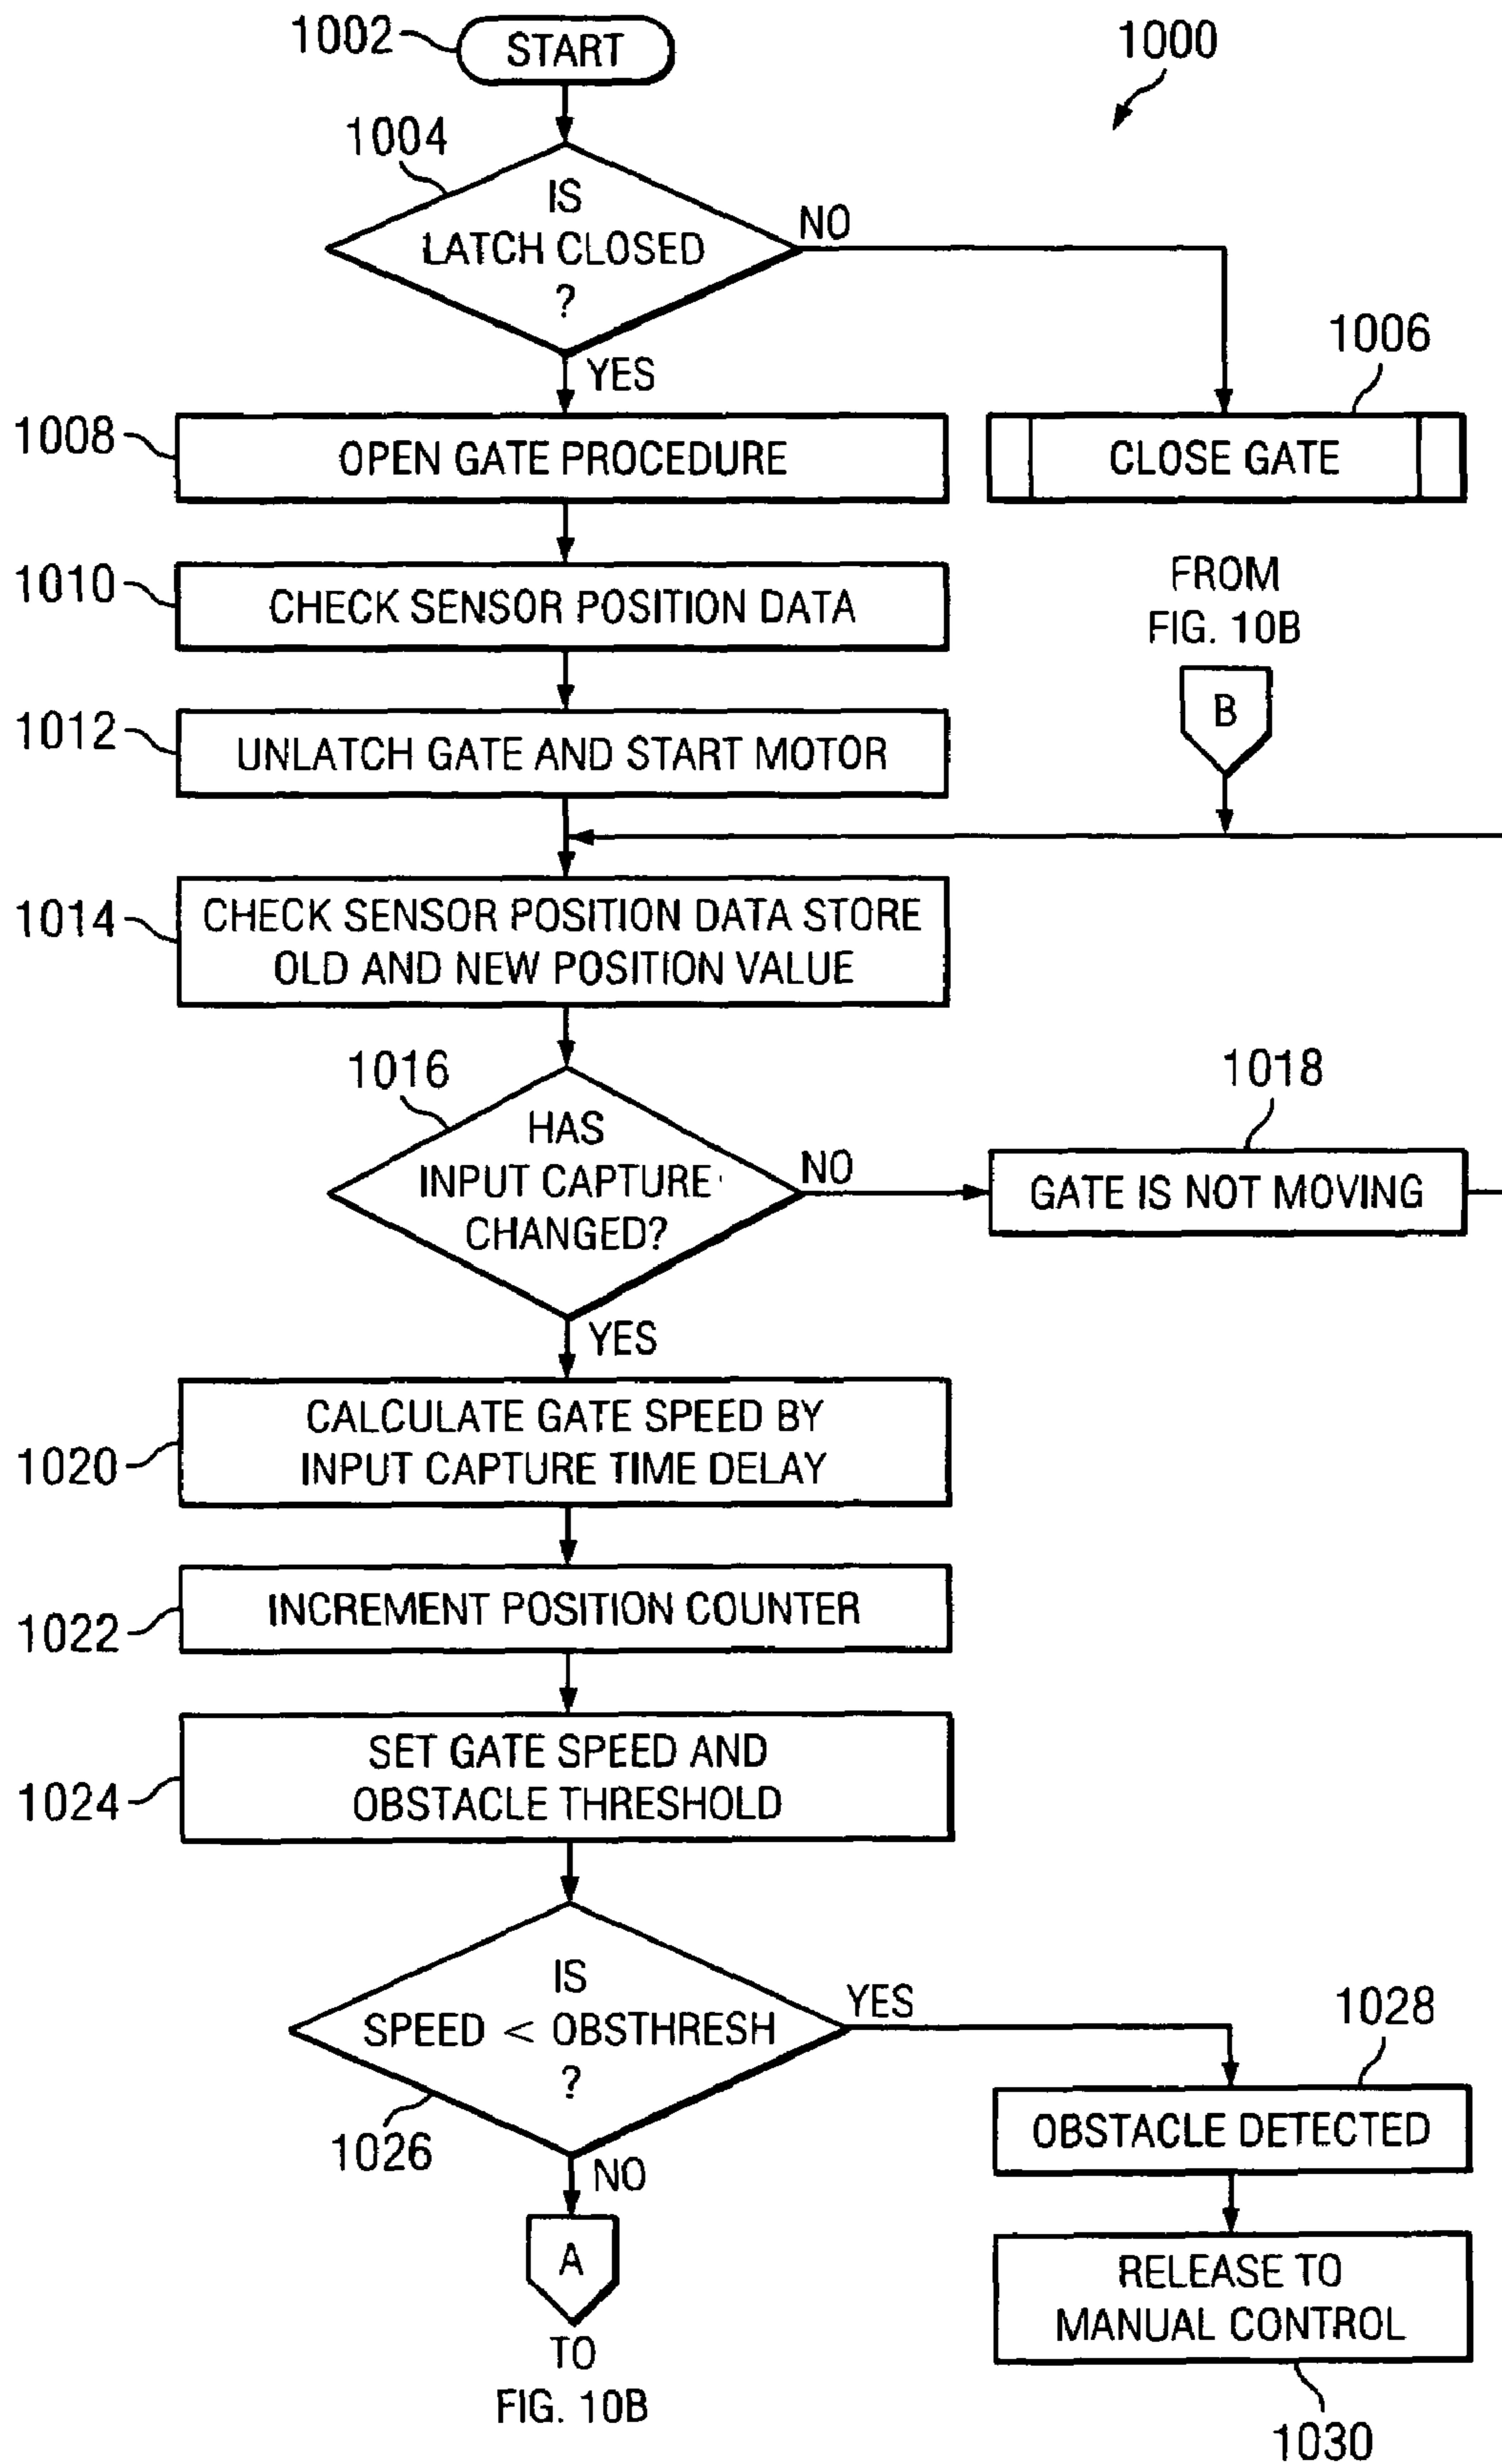 1002
START
1000
1004
IS
LATCH CLOSED
?
NO
YES
1006
1008
OPEN GATE PROCEDURE
CLOSE GATE
1010
CHECK SENSOR POSITION DATA
FROM
FIG. 10B
B
1012
UNLATCH GATE AND START MOTOR
1014
CHECK SENSOR POSITION DATA STORE
OLD AND NEW POSITION VALUE
1016
HAS
INPUT CAPTURE
CHANGED?
NO
1018
GATE IS NOT MOVING
YES
1020
CALCULATE GATE SPEED BY
INPUT CAPTURE TIME DELAY
1022
INCREMENT POSITION COUNTER
1024
SET GATE SPEED AND
OBSTACLE THRESHOLD
IS
SPEED < OBSTHRESH
?
YES
1026
NO
1028
OBSTACLE DETECTED
A
TO
FIG. 10B
RELEASE TO
MANUAL CONTROL
1030